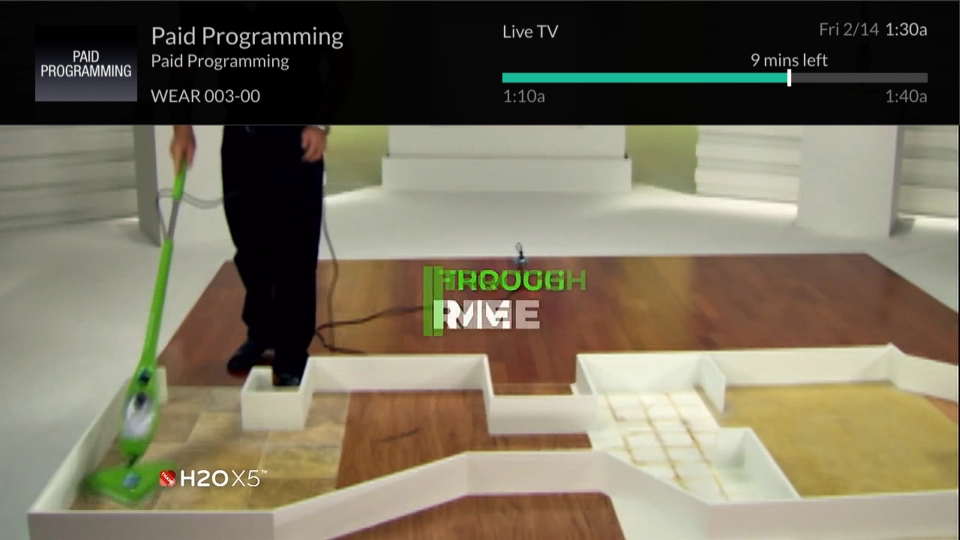 PAID
PROGRAMMING
Paid Programming
Paid Programming
WEAR 003-00
Live TV
Fri 2/14 1:30a
9 mins left
1:10a
1:40a
H2O X5™